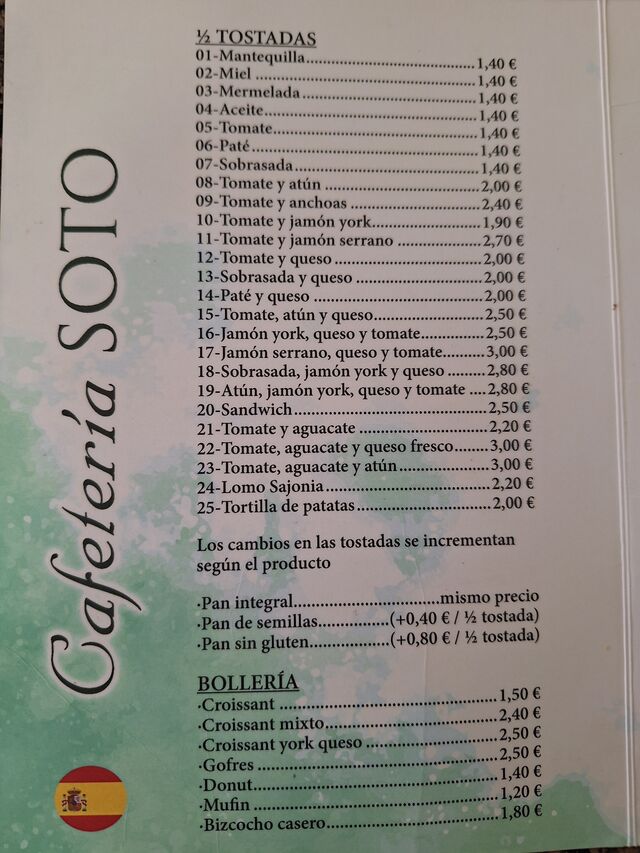 Cafetería SOTO
½ TOSTADAS
01-Mantequilla..........................................1,40 €
02-Miel ......................................................1,40 €
03-Mermelada..........................................1,40 €
04-Aceite....................................................1,40 €
05-Tomate..................................................1,40 €
06-Paté........................................................1,40 €
07-Sobrasada............................................1,40 €
08-Tomate y atún .....................................2,00 €
09-Tomate y anchoas ...............................2,40 €
10-Tomate y jamón york...........................1,90 €
11-Tomate y jamón serrano .....................2,70 €
12-Tomate y queso ...................................2,00 €
13-Sobrasada y queso ..............................2,00 €
14-Paté y queso ........................................2,00 €
15-Tomate, atún y queso...........................2,50 €
16-Jamón york, queso y tomate................2,50 €
17-Jamón serrano, queso y tomate..........3,00 €
18-Sobrasada, jamón york y queso ..........2,80 €
19-Atún, jamón york, queso y tomate ....2,80 €
20-Sandwich..............................................2,50 €
21-Tomate y aguacate ...............................2,20 €
22-Tomate, aguacate y queso fresco........3,00 €
23-Tomate, aguacate y atún......................3,00 €
24-Lomo Sajonia.......................................2,20 €
25-Tortilla de patatas................................2,00 €
Los cambios en las tostadas se incrementan
según el producto
·Pan integral.................................mismo precio
·Pan de semillas................(+0,40 € / ½ tostada)
·Pan sin gluten..................(+0,80 € / ½ tostada)
BOLLERÍA
·Croissant .................................................1,50 €
·Croissant mixto........................................2,40 €
·Croissant york queso ..............................2,50 €
·Gofres .......................................................2,50 €
·Donut.........................................................1,40 €
·Mufin .........................................................1,20 €
·Bizcocho casero........................................1,80 €